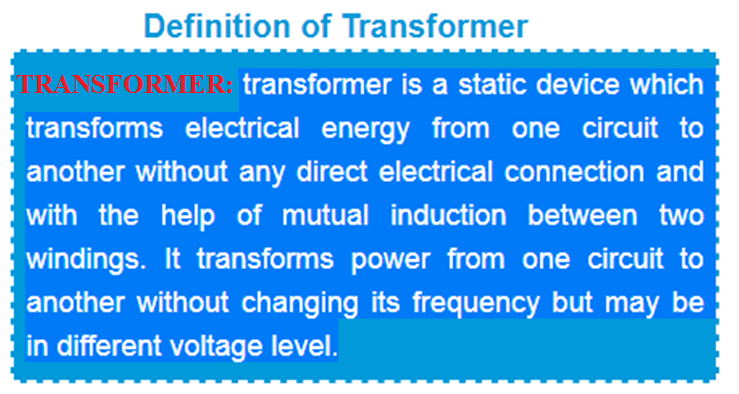 Definition of Transformer
TRANSFORMER: transformer is a static device which
transforms electrical energy from one circuit to
another without any direct electrical connection and
with the help of mutual induction between two
windings. It transforms power from one circuit to
another without changing its frequency but may be
in different voltage level.